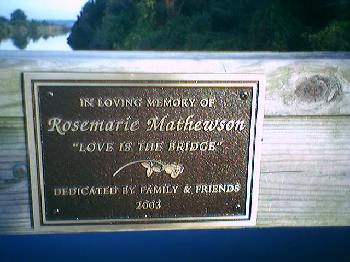 IN LOVING MEMORY OF
Rosemarie Mathewson
"LOVE IS THE BRIDGE"
DEDICATED BY FAMILY & FRIENDS
2003